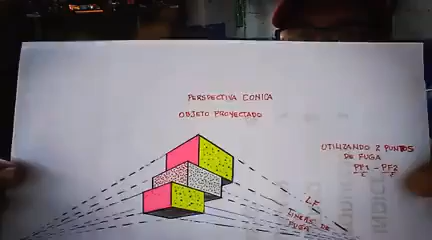 PERSPECTIVA CONICA
OBJETO PROYECTADO
UTILIZANDO 2 PUNTOS
DE FUGA
PF1 - PF2
LF
LINEAS DE
FUGA